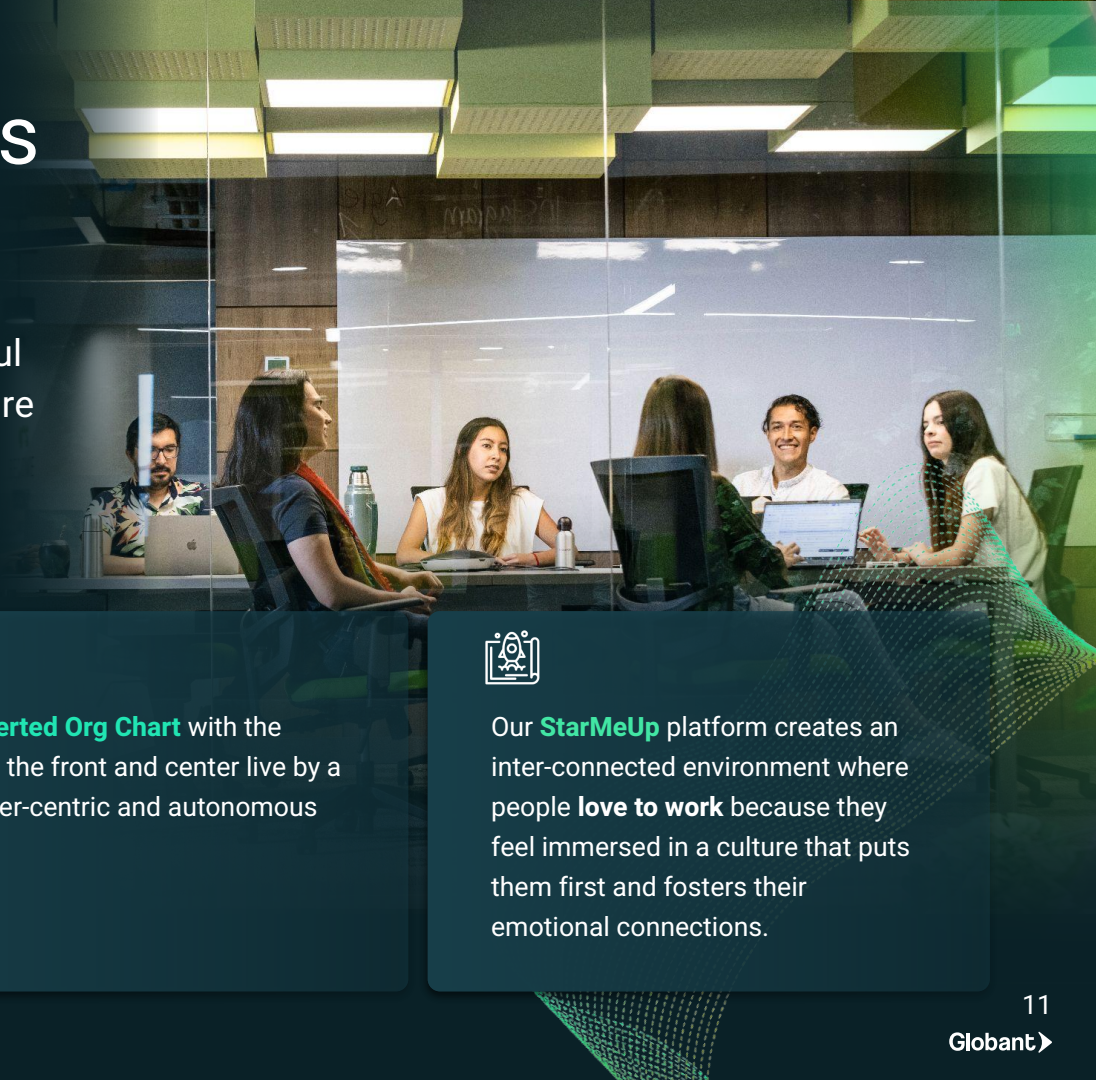 s
ul
re
erted Org Chart with the
the front and center live by a
er-centric and autonomous
Our StarMeUp platform creates an
inter-connected environment where
people love to work because they
feel immersed in a culture that puts
them first and fosters their
emotional connections.
11
Globant